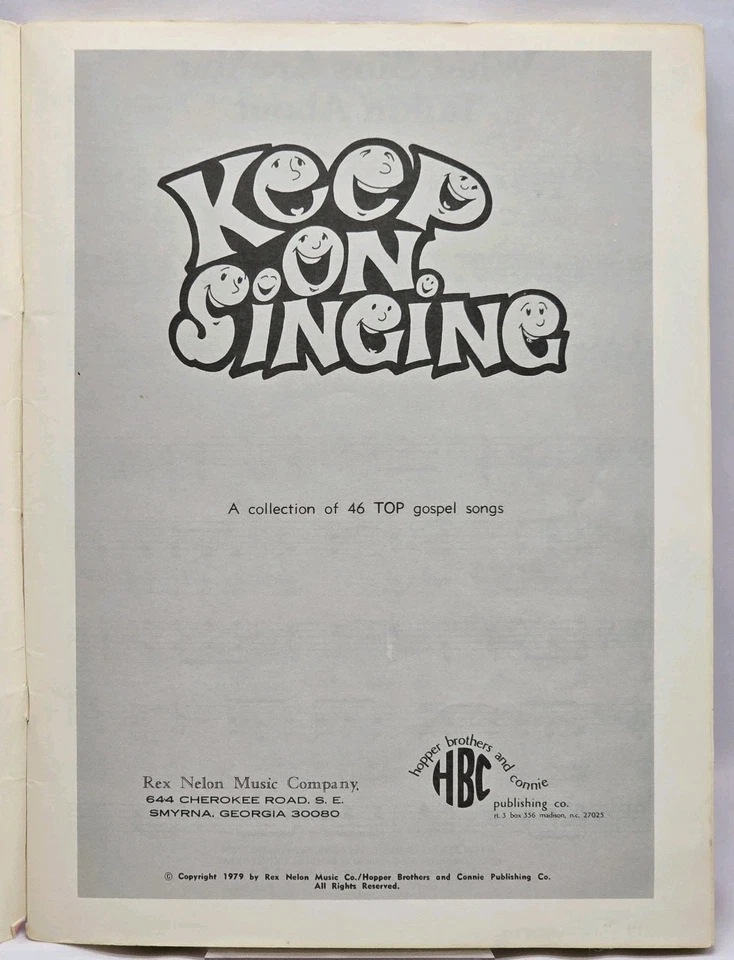 Keep
ON
SiNGiNG
A collection of 46 TOP gospel songs
hopper brothers and connie
HBC
publishing co.
rt. 3 box 356 madison, n.c. 27025
Rex Nelon Music Company,
644 CHEROKEE ROAD, S. E.
SMYRNA, GEORGIA 30080
© Copyright 1979 by Rex Nelon Music Co./Hopper Brothers and Connie Publishing Co.
All Rights Reserved.